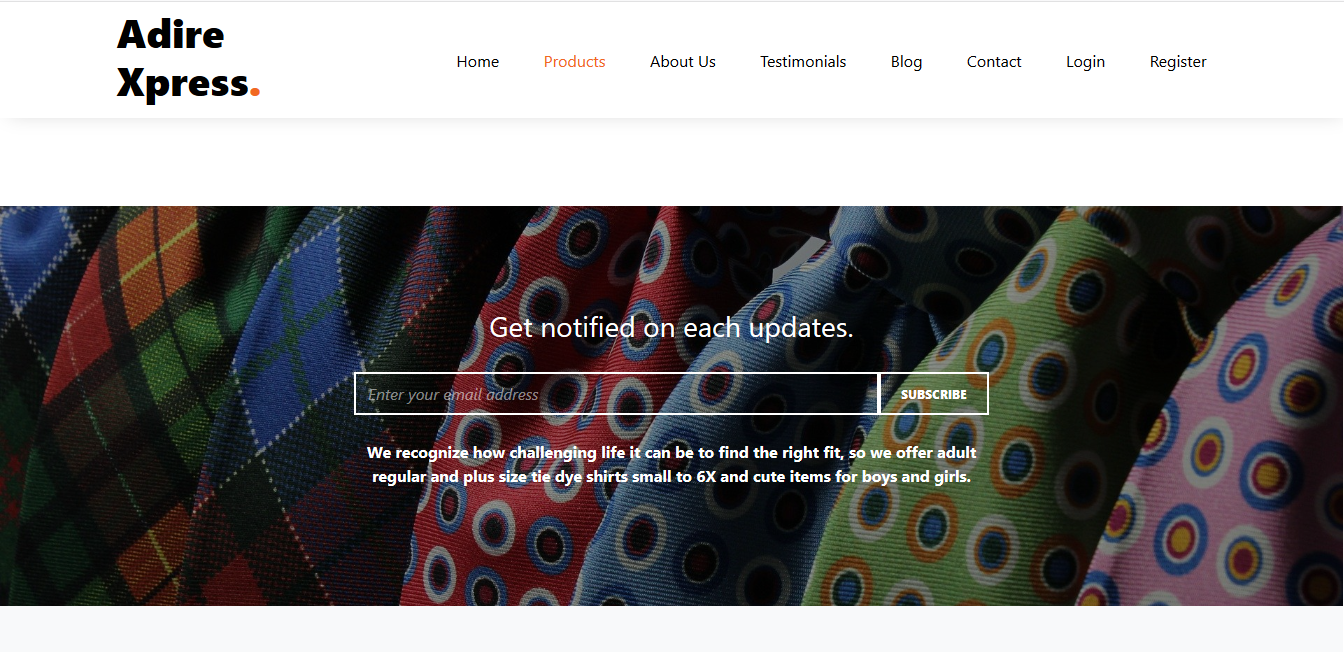 Adire
Xpress.
Home Products About Us Testimonials Blog Contact Login Register
Get notified on each updates.
Enter your email address SUBSCRIBE
We recognize how challenging life it can be to find the right fit, so we offer adult
regular and plus size tie dye shirts small to 6X and cute items for boys and girls.